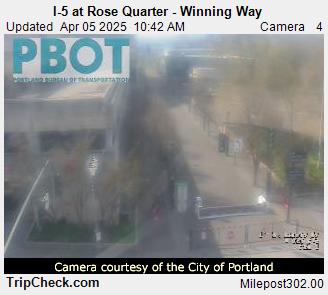 I-5 at Rose Quarter - Winning Way
Updated Apr 05 2025 10:42 AM Camera 4
PBOT
PORTLAND BUREAU OF TRANSPORTATION
Camera courtesy of the City of Portland
TripCheck.com Milepost302.00